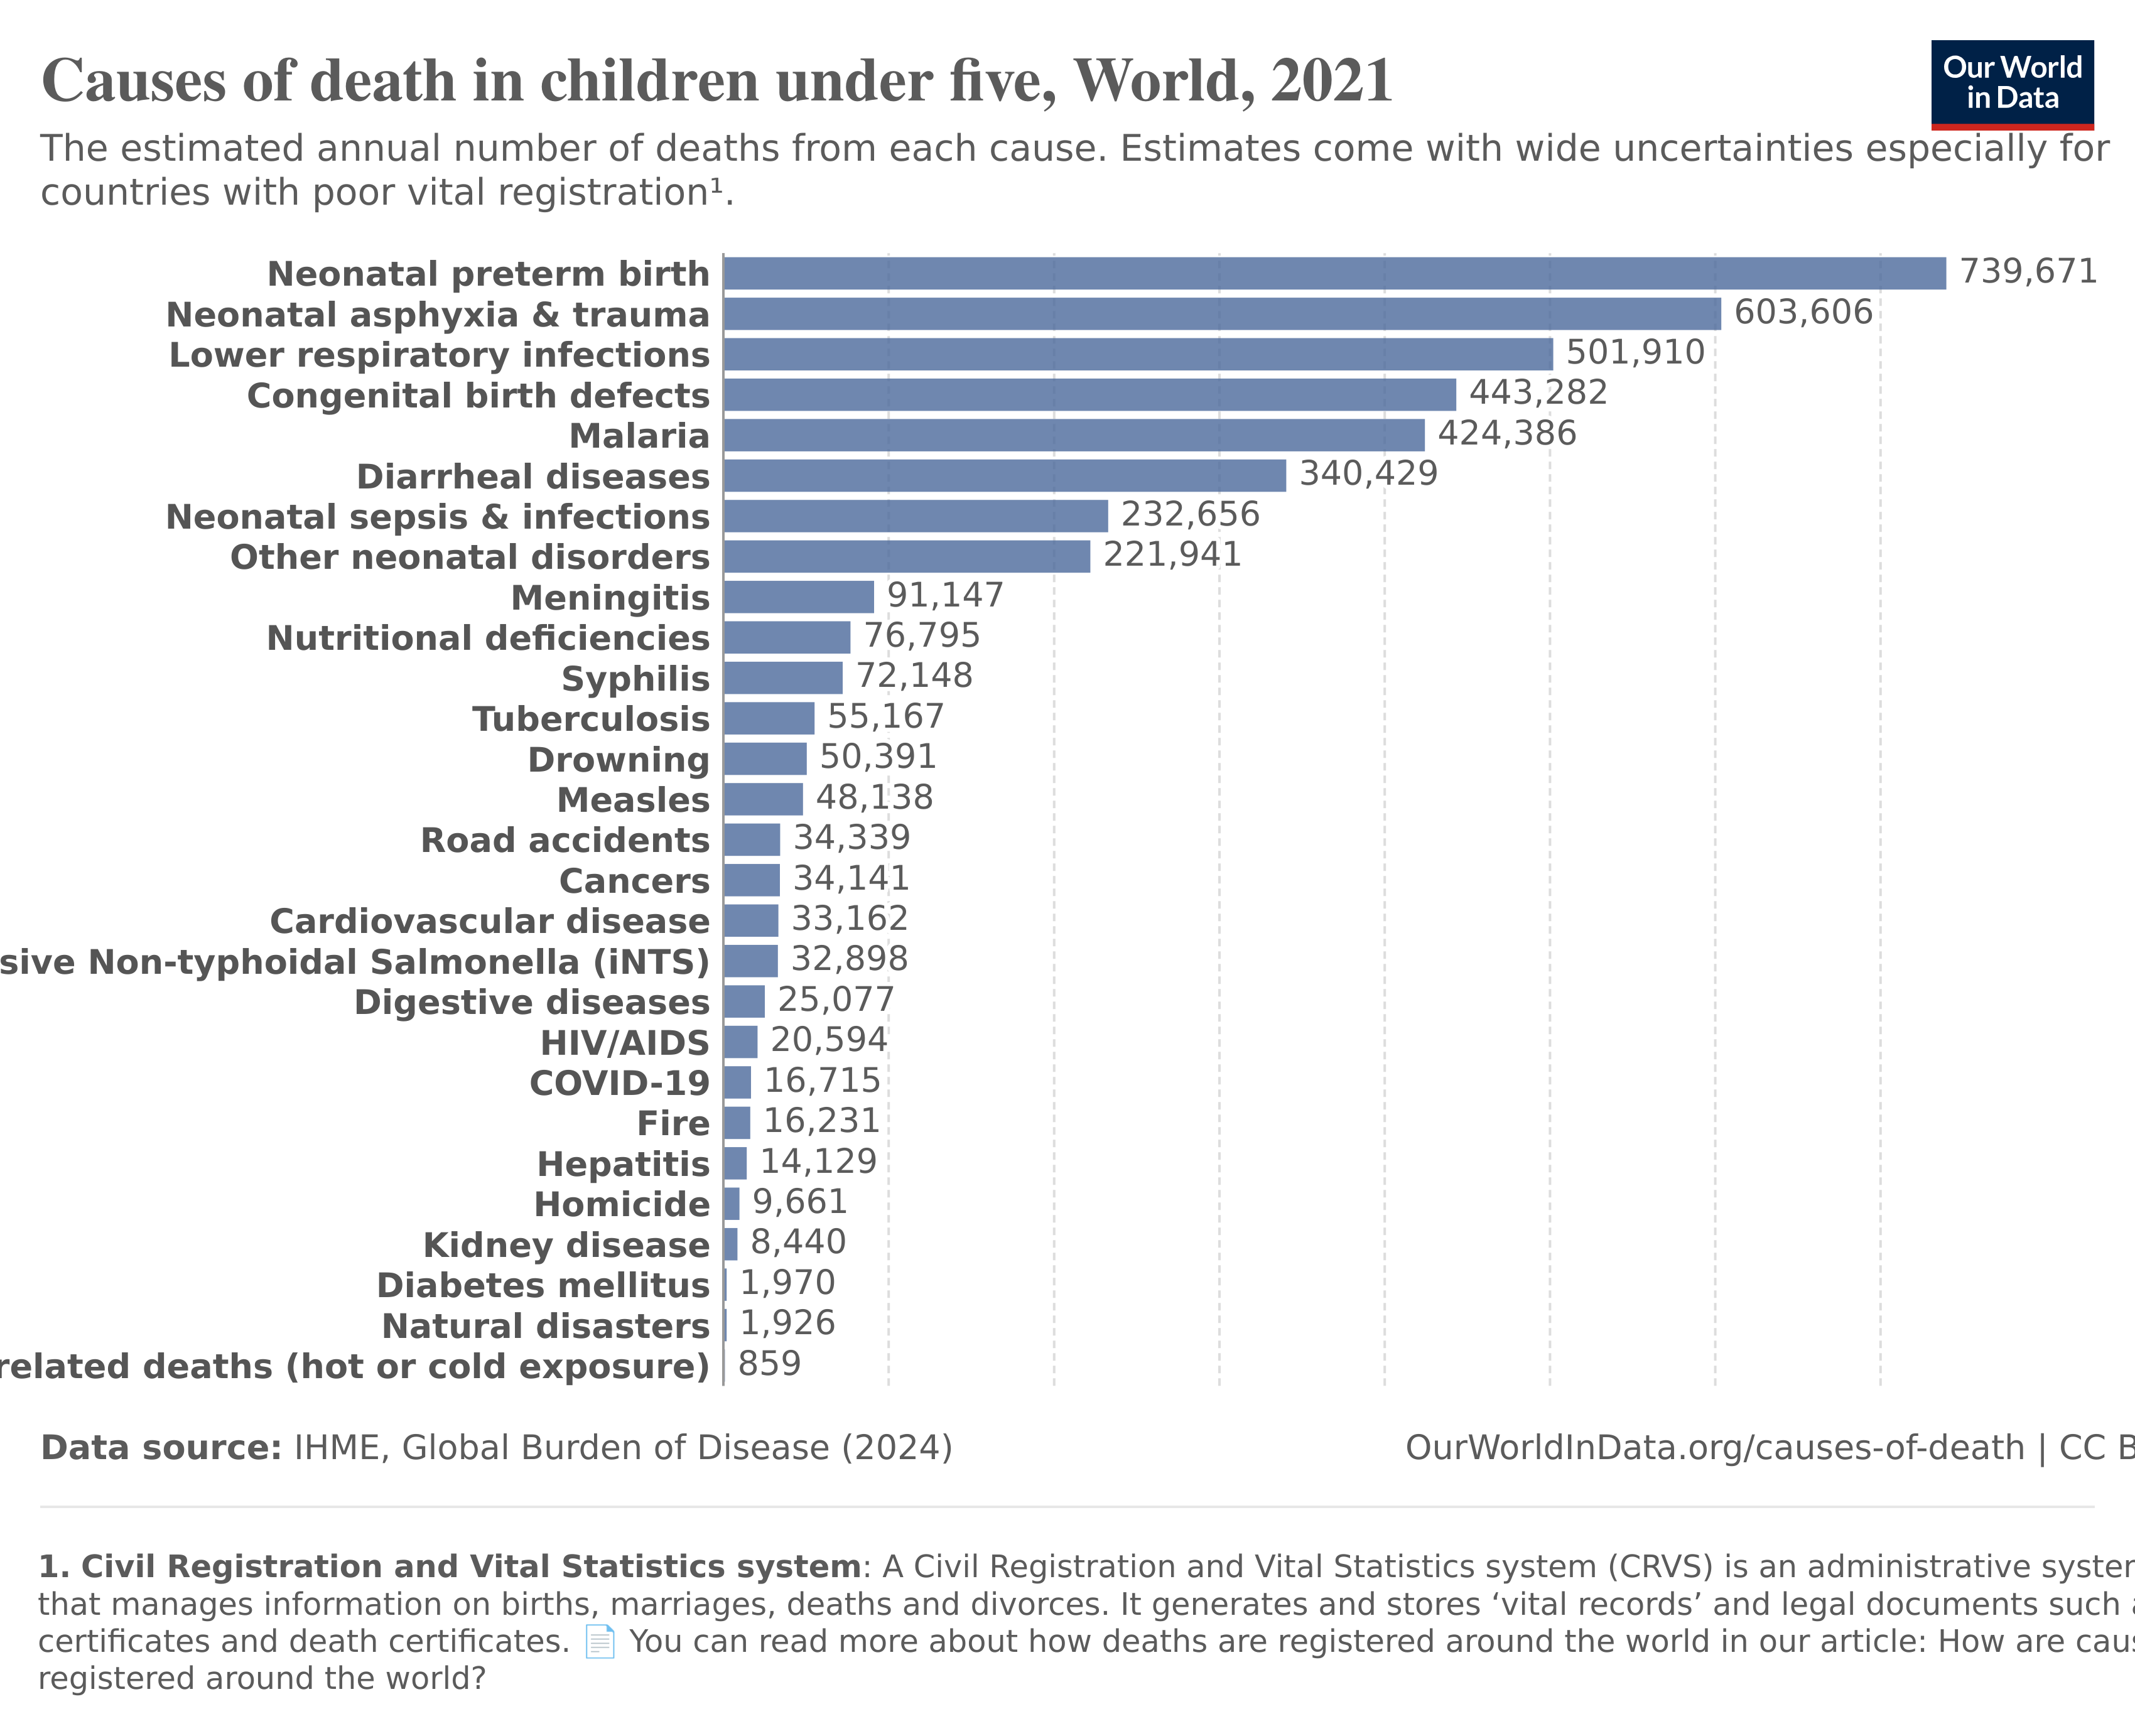 Causes of death in children under five, World, 2021
Our World
in Data
The estimated annual number of deaths from each cause. Estimates come with wide uncertainties especially for
countries with poor vital registration¹.
Neonatal preterm birth 739,671
Neonatal asphyxia & trauma 603,606
Lower respiratory infections 501,910
Congenital birth defects 443,282
Malaria 424,386
Diarrheal diseases 340,429
Neonatal sepsis & infections 232,656
Other neonatal disorders 221,941
Meningitis 91,147
Nutritional deficiencies 76,795
Syphilis 72,148
Tuberculosis 55,167
Drowning 50,391
Measles 48,138
Road accidents 34,339
Cancers 34,141
Cardiovascular disease 33,162
sive Non-typhoidal Salmonella (iNTS) 32,898
Digestive diseases 25,077
HIV/AIDS 20,594
COVID-19 16,715
Fire 16,231
Hepatitis 14,129
Homicide 9,661
Kidney disease 8,440
Diabetes mellitus 1,970
Natural disasters 1,926
related deaths (hot or cold exposure) 859
Data source: IHME, Global Burden of Disease (2024)
OurWorldInData.org/causes-of-death | CC B
1. Civil Registration and Vital Statistics system: A Civil Registration and Vital Statistics system (CRVS) is an administrative system
that manages information on births, marriages, deaths and divorces. It generates and stores ‘vital records’ and legal documents such a
certificates and death certificates. 📄 You can read more about how deaths are registered around the world in our article: How are caus
registered around the world?